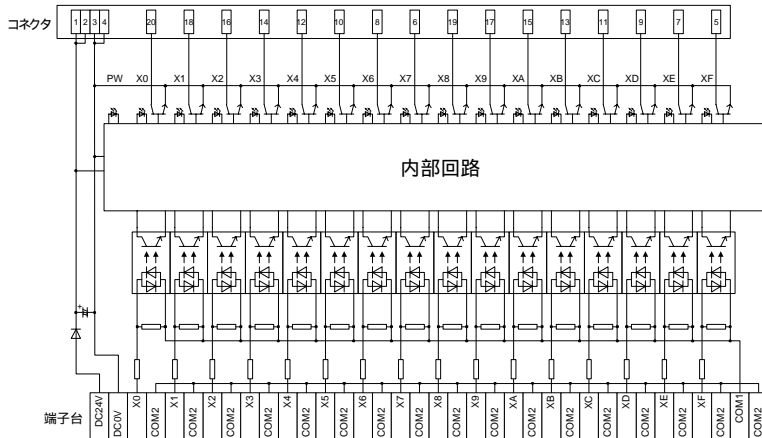 コネクタ 1 2 3 4 20 18 16 14 12 10 8 6 19 17 15 13 11 9 7 5
PW X0 X1 X2 X3 X4 X5 X6 X7 X8 X9 XA XB XC XD XE XF
内部回路
端子台 DC24V DC0V X0 COM2 X1 COM2 X2 COM2 X3 COM2 X4 COM2 X5 COM2 X6 COM2 X7 COM2 X8 COM2 X9 COM2 XA COM2 XB COM2 XC COM2 XD COM2 XE COM2 XF COM2 COM1 COM2